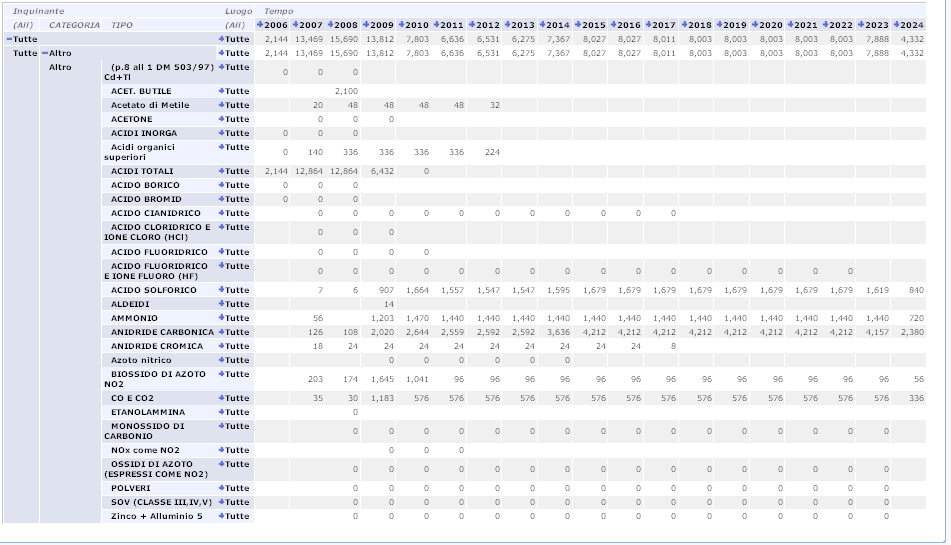 Inquinante Luogo Tempo
(All) CATEGORIA TIPO (All) 2006 2007 2008 2009 2010 2011 2012 2013 2014 2015 2016 2017 2018 2019 2020 2021 2022 2023 2024
Tutte Tutte 2,144 13,469 15,690 13,812 7,803 6,636 6,531 6,275 7,367 8,027 8,027 8,011 8,003 8,003 8,003 8,003 8,003 7,888 4,332
Tutte Altro Tutte 2,144 13,469 15,690 13,812 7,803 6,636 6,531 6,275 7,367 8,027 8,027 8,011 8,003 8,003 8,003 8,003 8,003 7,888 4,332
Altro (p.8 all 1 DM 503/97) Tutte 0 0 0
Cd+Tl
ACET. BUTILE Tutte 2,100
Acetato di Metile Tutte 20 48 48 48 48 32
ACETONE Tutte 0 0 0
ACIDI INORGA Tutte 0 0 0
Acidi organici Tutte 0 140 336 336 336 336 224
superiori
ACIDI TOTALI Tutte 2,144 12,864 12,864 6,432 0
ACIDO BORICO Tutte 0 0 0
ACIDO BROMID Tutte 0 0 0
ACIDO CIANIDRICO Tutte 0 0 0 0 0 0 0 0 0 0 0
ACIDO CLORIDRICO E Tutte 0 0 0
IONE CLORO (HCl)
ACIDO FLUORIDRICO Tutte 0 0 0 0
ACIDO FLUORIDRICO Tutte 0 0 0 0 0 0 0 0 0 0 0 0 0 0 0 0
E IONE FLUORO (HF)
ACIDO SOLFORICO Tutte 7 6 907 1,664 1,557 1,547 1,547 1,595 1,679 1,679 1,679 1,679 1,679 1,679 1,679 1,679 1,619 840
ALDEIDI Tutte 14
AMMONIO Tutte 56 1,203 1,470 1,440 1,440 1,440 1,440 1,440 1,440 1,440 1,440 1,440 1,440 1,440 1,440 1,440 720
ANIDRIDE CARBONICA Tutte 126 108 2,020 2,644 2,559 2,592 2,592 3,636 4,212 4,212 4,212 4,212 4,212 4,212 4,212 4,212 4,157 2,380
ANIDRIDE CROMICA Tutte 18 24 24 24 24 24 24 24 24 24 8
Azoto nitrico Tutte 0 0 0 0 0 0
BIOSSIDO DI AZOTO Tutte 203 174 1,645 1,041 96 96 96 96 96 96 96 96 96 96 96 96 96 56
NO2
CO E CO2 Tutte 35 30 1,183 576 576 576 576 576 576 576 576 576 576 576 576 576 576 336
ETANOLAMMINA Tutte 0
MONOSSIDO DI Tutte 0 0 0 0 0 0 0 0 0 0 0 0 0 0 0 0
CARBONIO
NOx come NO2 Tutte 0 0 0
OSSIDI DI AZOTO Tutte 0 0 0 0 0 0 0 0 0 0 0 0 0 0 0 0
(ESPRESSI COME NO2)
POLVERI Tutte 0 0 0 0 0 0 0 0 0 0 0 0 0 0 0 0
SOV (CLASSE III,IV,V) Tutte 0 0 0 0 0 0 0 0 0 0 0 0 0 0 0 0
Zinco + Alluminio 5 Tutte 0 0 0 0 0 0 0 0 0 0 0 0 0 0 0 0